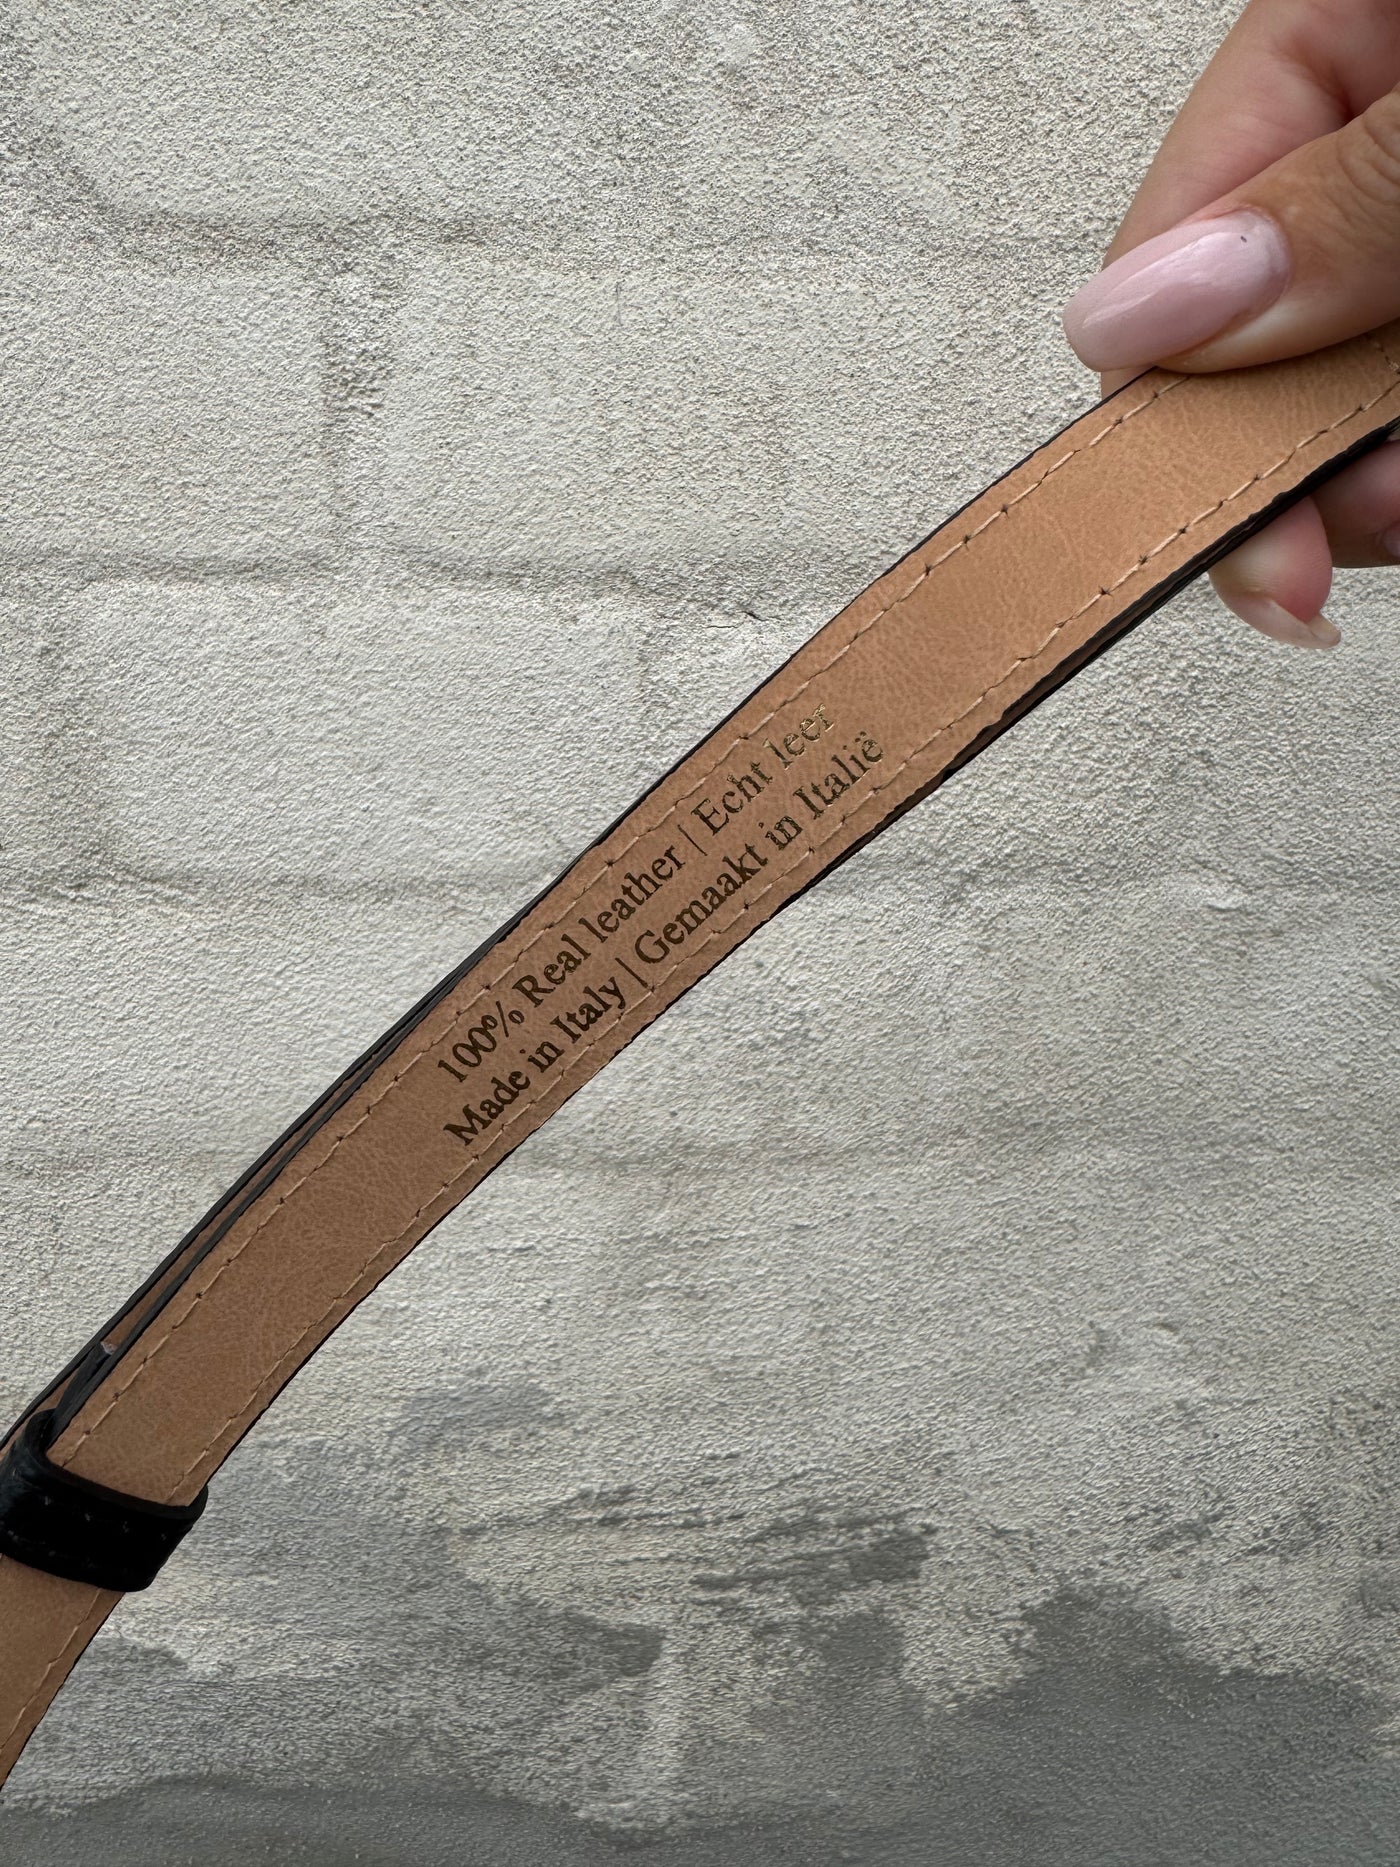 100% Real leather | Echt leer
Made in Italy | Gemaakt in Italië